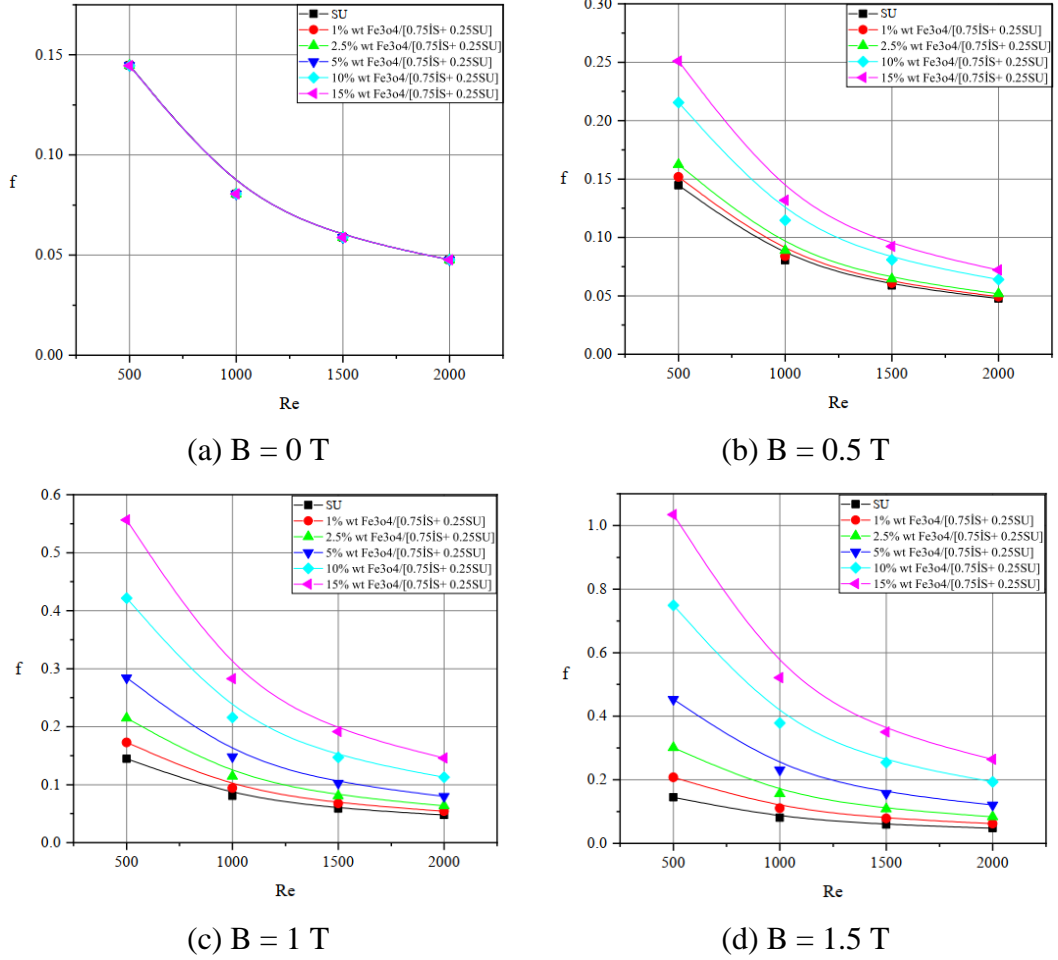 SU
1% wt Fe3o4/[0.75İS+ 0.25SU]
2.5% wt Fe3o4/[0.75İS+ 0.25SU]
5% wt Fe3o4/[0.75İS+ 0.25SU]
10% wt Fe3o4/[0.75İS+ 0.25SU]
15% wt Fe3o4/[0.75İS+ 0.25SU]
0.15
0.10
0.05
0.00
f
500 1000 1500 2000
Re
(a) B = 0 T
SU
1% wt Fe3o4/[0.75İS+ 0.25SU]
2.5% wt Fe3o4/[0.75İS+ 0.25SU]
10% wt Fe3o4/[0.75İS+ 0.25SU]
15% wt Fe3o4/[0.75İS+ 0.25SU]
0.30
0.25
0.20
0.15
0.10
0.05
0.00
f
500 1000 1500 2000
Re
(b) B = 0.5 T
SU
1% wt Fe3o4/[0.75İS+ 0.25SU]
2.5% wt Fe3o4/[0.75İS+ 0.25SU]
5% wt Fe3o4/[0.75İS+ 0.25SU]
10% wt Fe3o4/[0.75İS+ 0.25SU]
15% wt Fe3o4/[0.75İS+ 0.25SU]
0.6
0.5
0.4
0.3
0.2
0.1
0.0
f
500 1000 1500 2000
Re
(c) B = 1 T
SU
1% wt Fe3o4/[0.75İS+ 0.25SU]
2.5% wt Fe3o4/[0.75İS+ 0.25SU]
5% wt Fe3o4/[0.75İS+ 0.25SU]
10% wt Fe3o4/[0.75İS+ 0.25SU]
15% wt Fe3o4/[0.75İS+ 0.25SU]
1.0
0.8
0.6
0.4
0.2
0.0
f
500 1000 1500 2000
Re
(d) B = 1.5 T